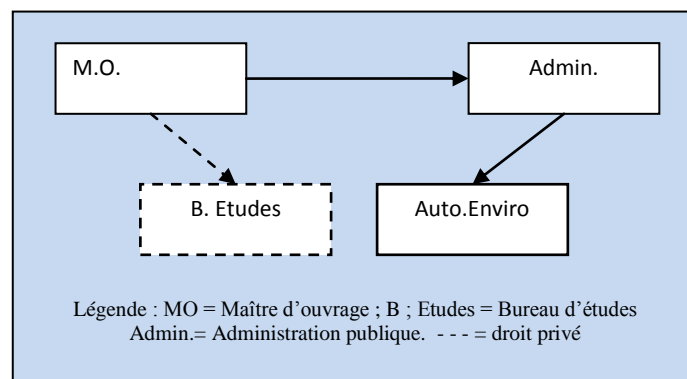 M.O.
Admin.
B. Etudes
Auto.Enviro
Légende : MO = Maître d’ouvrage ; B ; Etudes = Bureau d’études
Admin.= Administration publique. - - - = droit privé